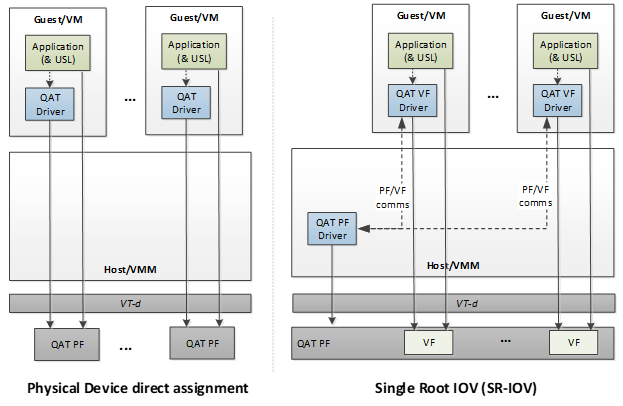 Guest/VM
Application
(& USL)
QAT
Driver
...
Guest/VM
Application
(& USL)
QAT
Driver
Host/VMM
VT-d
QAT PF
...
QAT PF
Physical Device direct assignment
Guest/VM
Application
(& USL)
QAT VF
Driver
...
Guest/VM
Application
(& USL)
QAT VF
Driver
PF/VF
comms
PF/VF
comms
QAT PF
Driver
Host/VMM
VT-d
QAT PF
VF
...
VF
Single Root IOV (SR-IOV)